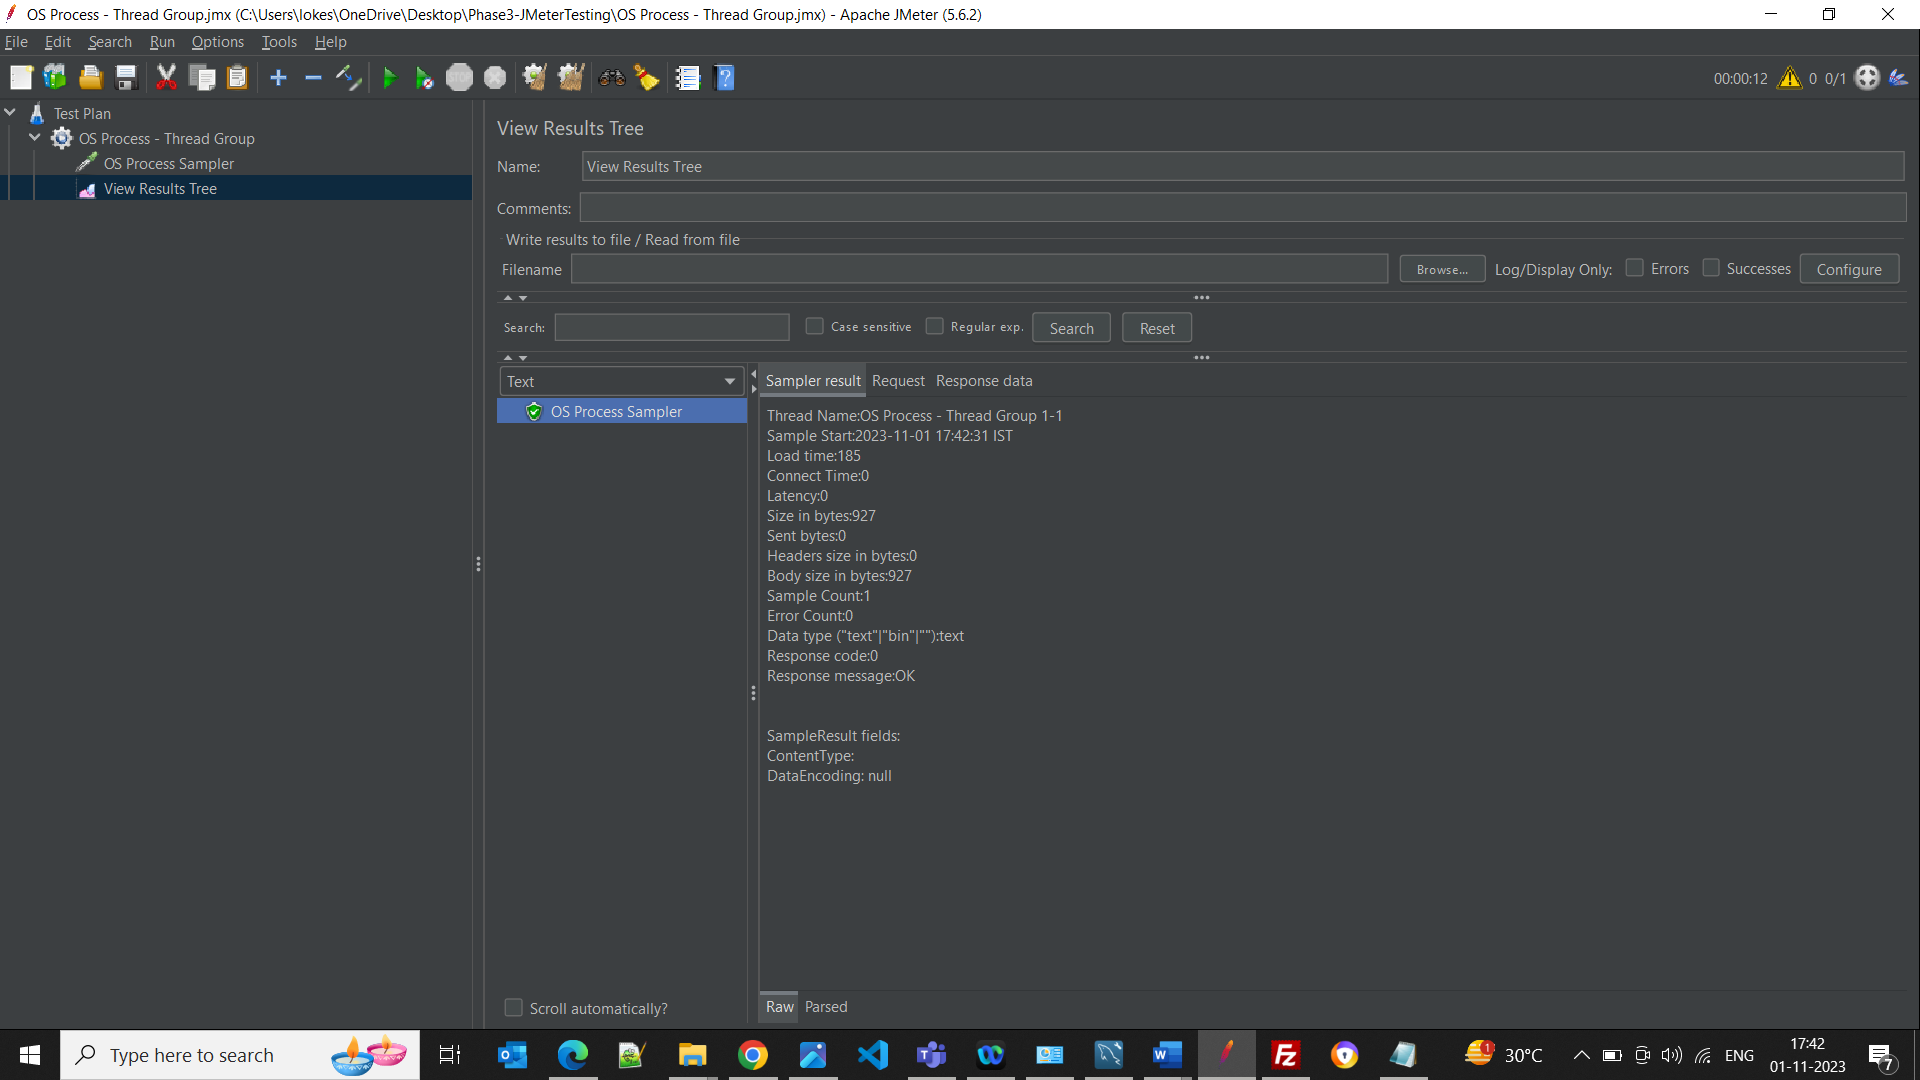 OS Process - Thread Group.jmx (C:\Users\lokes\OneDrive\Desktop\Phase3-JMeterTesting\OS Process - Thread Group.jmx) - Apache JMeter (5.6.2)
File Edit Search Run Options Tools Help
STOP
00:00:12 0 0/1
Test Plan
OS Process - Thread Group
OS Process Sampler
View Results Tree
View Results Tree
Name: View Results Tree
Comments:
Write results to file / Read from file
Filename Browse... Log/Display Only: Errors Successes Configure
Search: Case sensitive Regular exp. Search Reset
Text
OS Process Sampler
Scroll automatically?
Sampler result Request Response data
Thread Name:OS Process - Thread Group 1-1
Sample Start:2023-11-01 17:42:31 IST
Load time:185
Connect Time:0
Latency:0
Size in bytes:927
Sent bytes:0
Headers size in bytes:0
Body size in bytes:927
Sample Count:1
Error Count:0
Data type ("text"|"bin"|""):text
Response code:0
Response message:OK
SampleResult fields:
ContentType:
DataEncoding: null
Raw Parsed
Type here to search
1 30°C ENG 17:42
01-11-2023
7